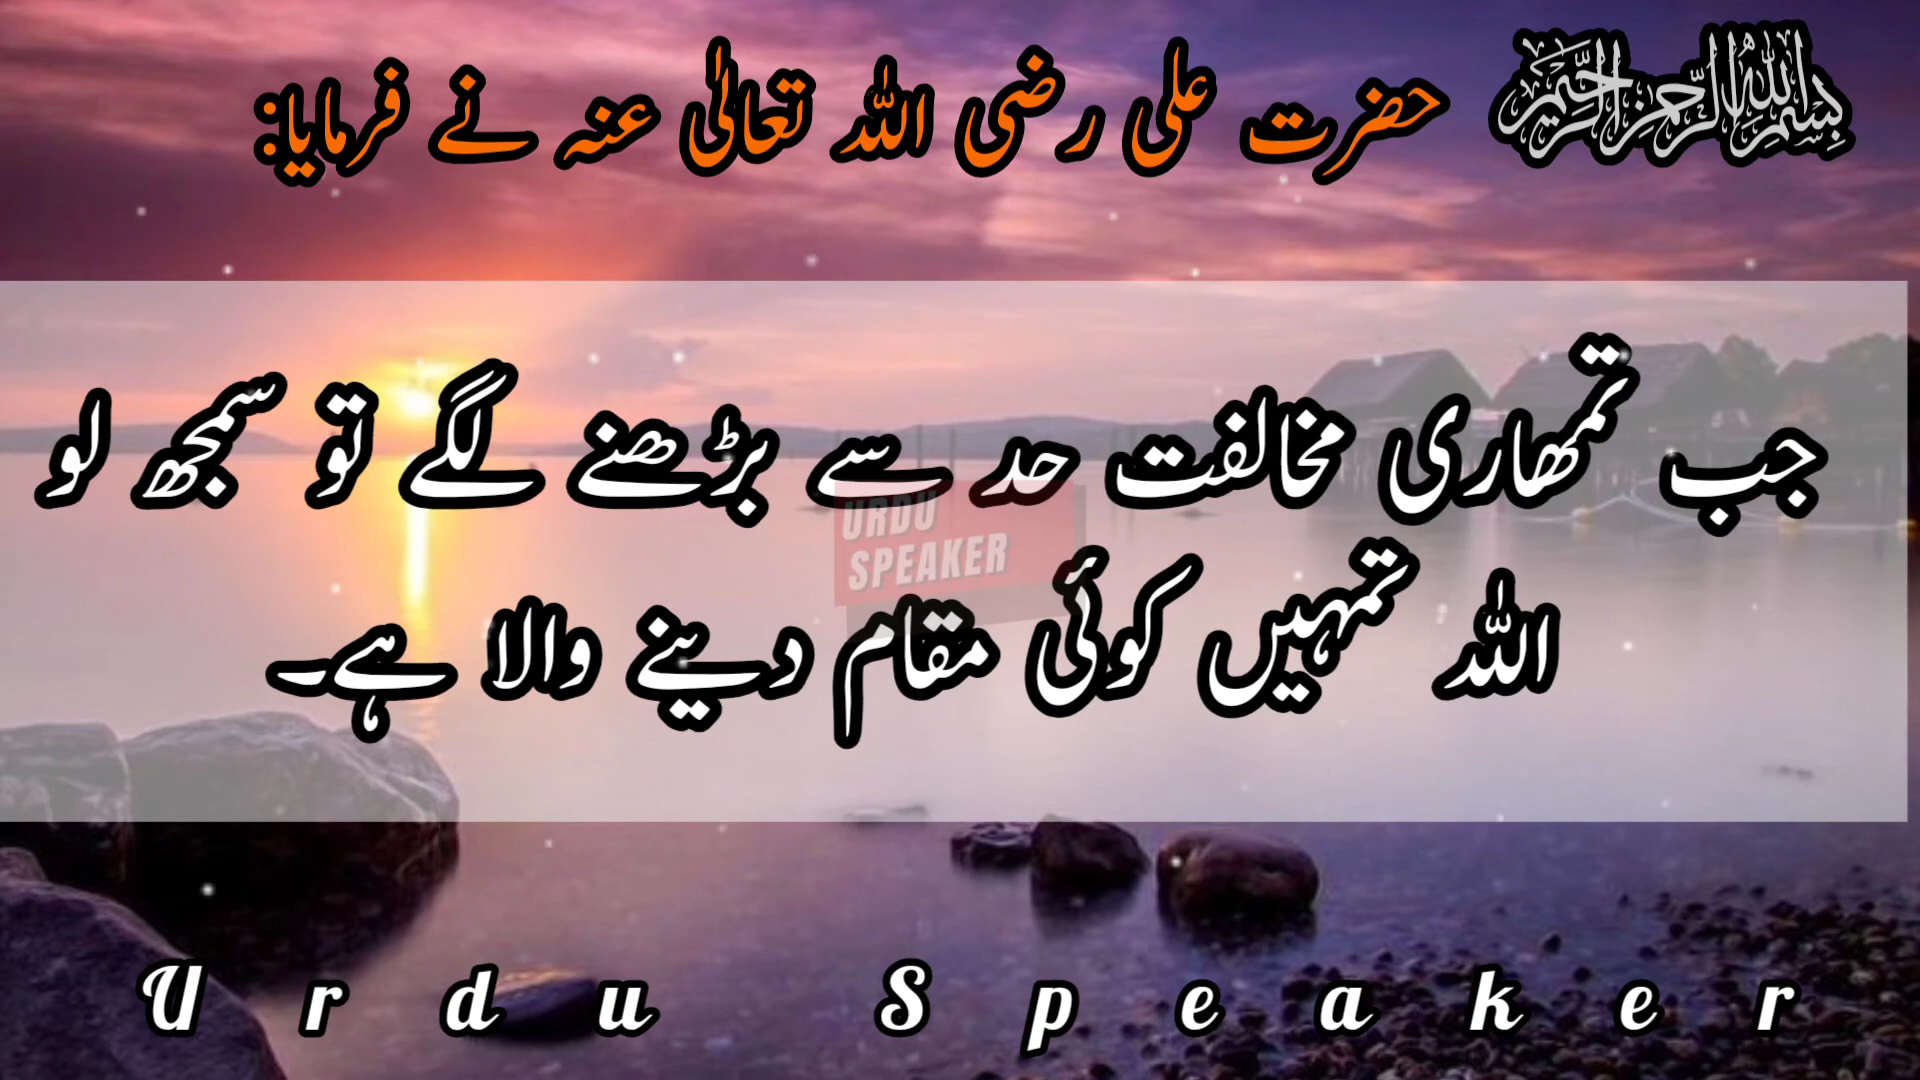 بسم اللہ الرحمن الرحیم
حضرت علی رضی اللہ تعالیٰ عنہ نے فرمایا:
جب تمھاری مخالفت حد سے بڑھنے لگے تو سمجھ لو
اللہ تمہیں کوئی مقام دینے والا ہے۔
URDU
SPEAKER
Urdu Speaker